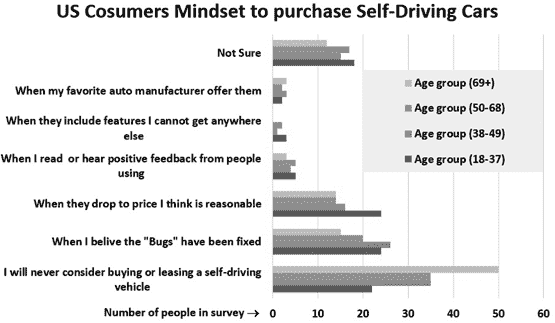 US Cosumers Mindset to purchase Self-Driving Cars
Not Sure
When my favorite auto manufacturer offer them
When they include features I cannot get anywhere
else
When I read or hear positive feedback from people
using
When they drop to price I think is reasonable
When I belive the "Bugs" have been fixed
I will never consider buying or leasing a self-driving
vehicle
Age group (69+)
Age group (50-68)
Age group (38-49)
Age group (18-37)
Number of people in survey → 0 10 20 30 40 50 60